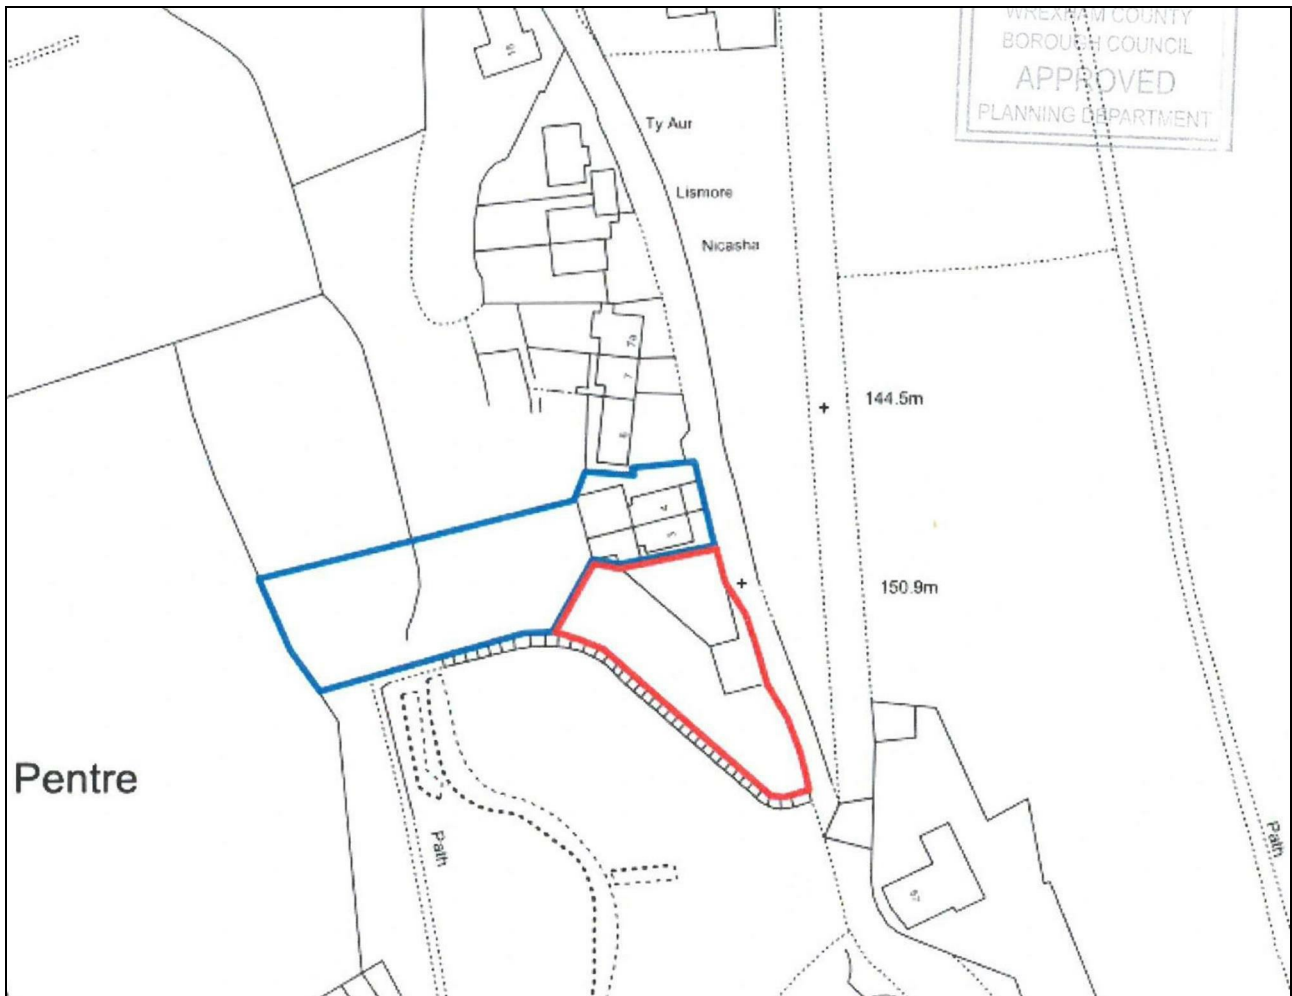 WREXHAM COUNTY
BOROUGH COUNCIL
APPROVED
PLANNING DEPARTMENT
Ty Aur
Lismore
Nicasha
7a
7
6
144.5m
4
3
150.9m
Pentre
Path
Path